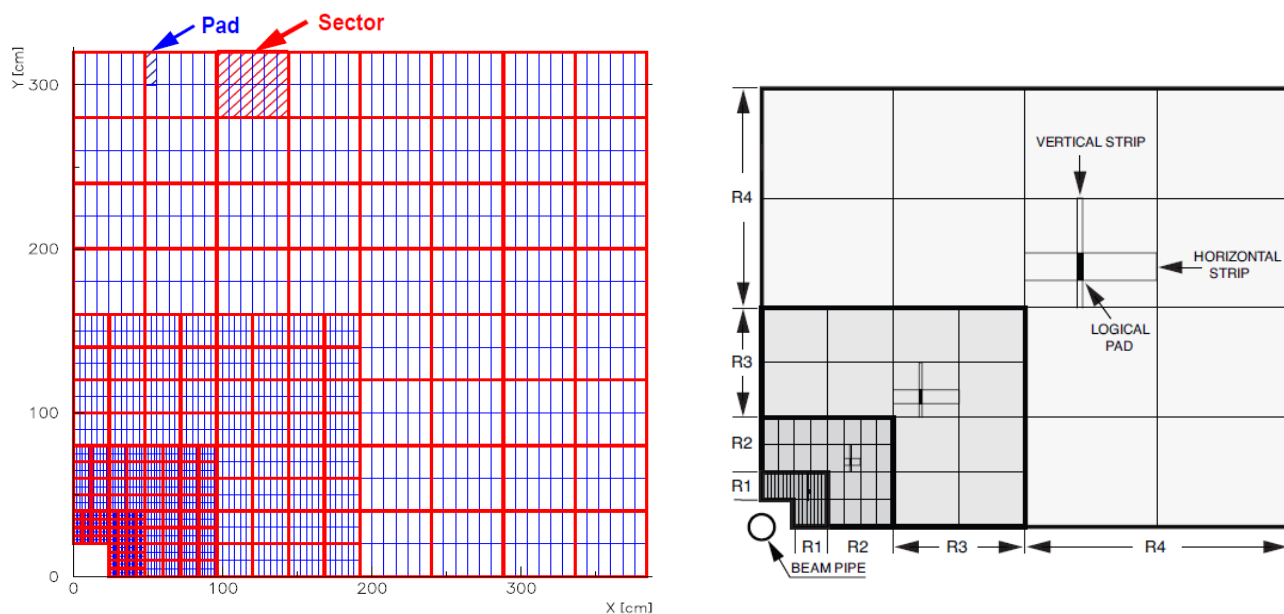 Pad
Sector
Y [cm]
300
200
100
0
0
100
200
300
X [cm]
R4
R3
R2
R1
VERTICAL STRIP
HORIZONTAL
STRIP
LOGICAL
PAD
R1
R2
R3
R4
BEAM PIPE